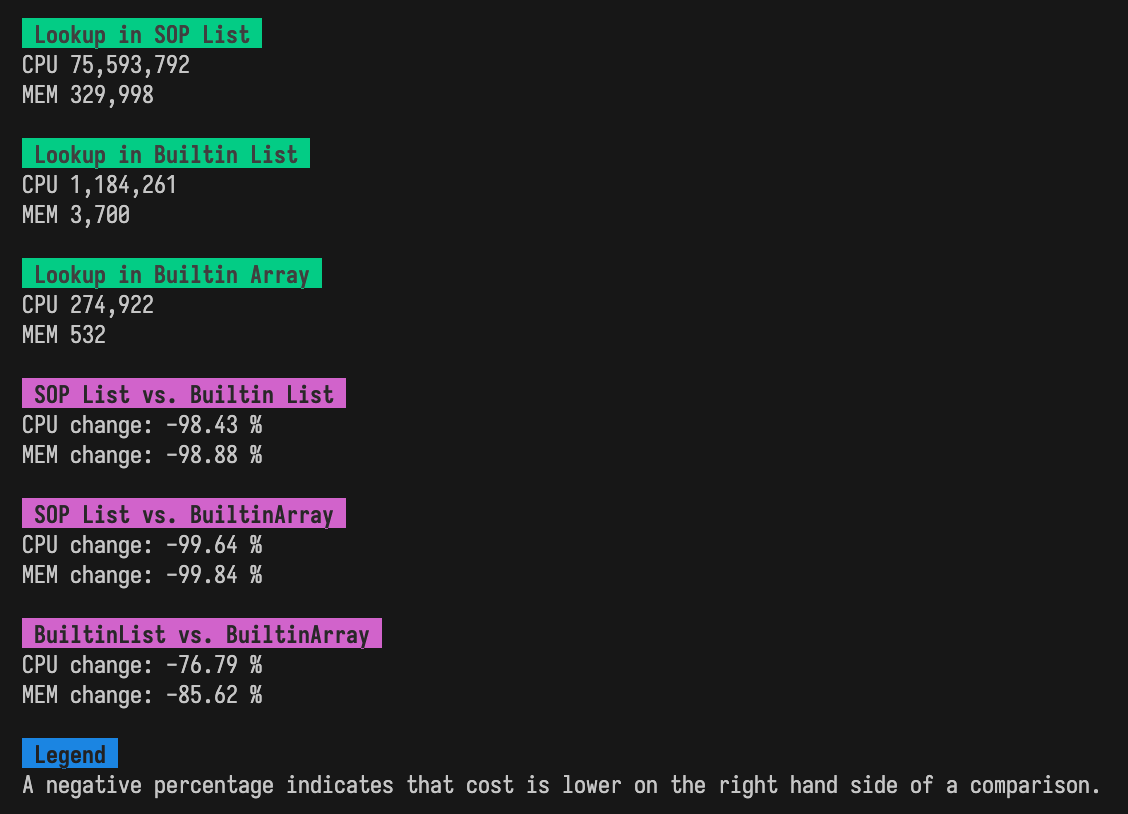 Lookup in SOP List
CPU 75,593,792
MEM 329,998
Lookup in Builtin List
CPU 1,184,261
MEM 3,700
Lookup in Builtin Array
CPU 274,922
MEM 532
SOP List vs. Builtin List
CPU change: -98.43 %
MEM change: -98.88 %
SOP List vs. BuiltinArray
CPU change: -99.64 %
MEM change: -99.84 %
BuiltinList vs. BuiltinArray
CPU change: -76.79 %
MEM change: -85.62 %
Legend
A negative percentage indicates that cost is lower on the right hand side of a comparison.